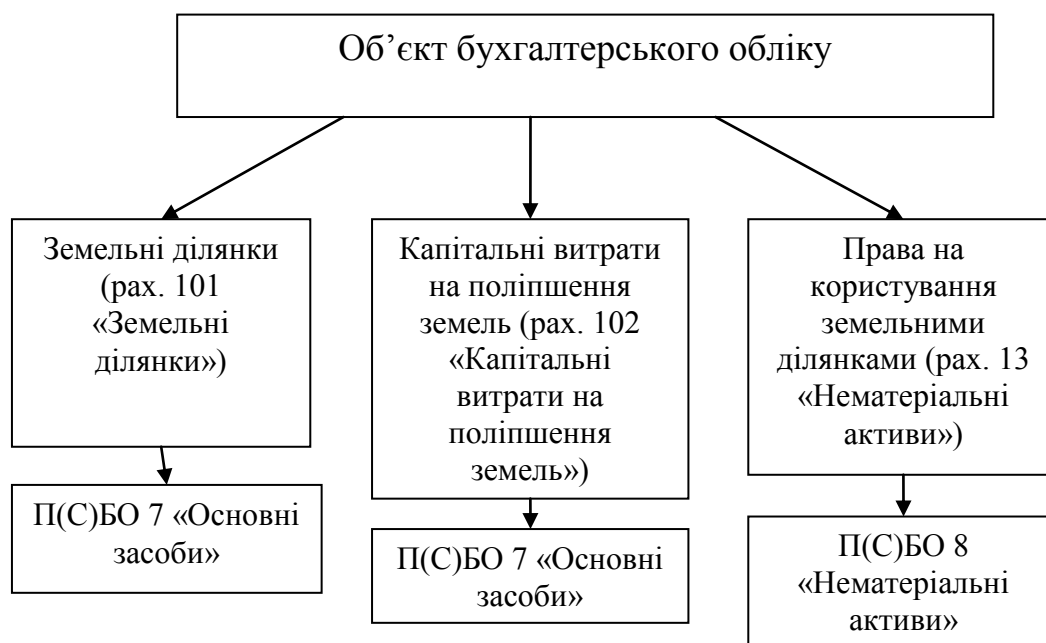 Об’єкт бухгалтерського обліку
Земельні ділянки
(рах. 101
«Земельні
ділянки»)
Капітальні витрати
на поліпшення
земель (рах. 102
«Капітальні
витрати на
поліпшення
земель»)
Права на
користування
земельними
ділянками (рах. 13
«Нематеріальні
активи»)
П(С)БО 7 «Основні
засоби»
П(С)БО 7 «Основні
засоби»
П(С)БО 8
«Нематеріальні
активи»